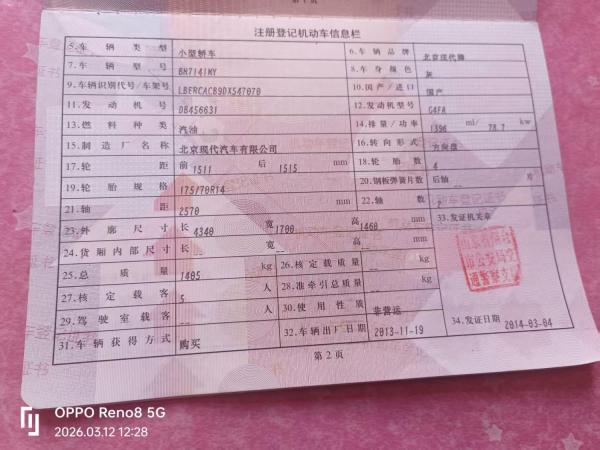 注册登记机动车信息栏
5.车辆类型 小型轿车 6.车辆品牌 北京现代牌
7.车辆型号 BH7141MY 8.车身颜色 灰
9.车辆识别代号/车架号 LBERCACB9DX547070 10.国产/进口 国产
11.发动机号 DB456631 12.发动机型号 G4FA
13.燃料种类 汽油 14.排量/功率 1396 ml/ 78.7 kw
15.制造厂名称 北京现代汽车有限公司 16.转向形式 方向盘
17.轮距 前 1511 后 1515 mm 18.轮胎数 4
19.轮胎规格 175/70R14 20.钢板弹簧片数 后轴 -- 片
21.轴距 2570 mm 22.轴数 2
23.外廓尺寸 长 4340 宽 1700 高 1460 mm 33.发证机关章
24.货厢内部尺寸 长 -- 宽 -- 高 -- mm
25.总质量 1405 kg 26.核定载质量 -- kg
27.核定载客 5 人 28.准牵引总质量 -- kg
29.驾驶室载客 -- 人 30.使用性质 非营运
31.车辆获得方式 购买 32.车辆出厂日期 2013-11-19 34.发证日期 2014-03-04
第2页
OPPO Reno8 5G
2026.03.12 12:28